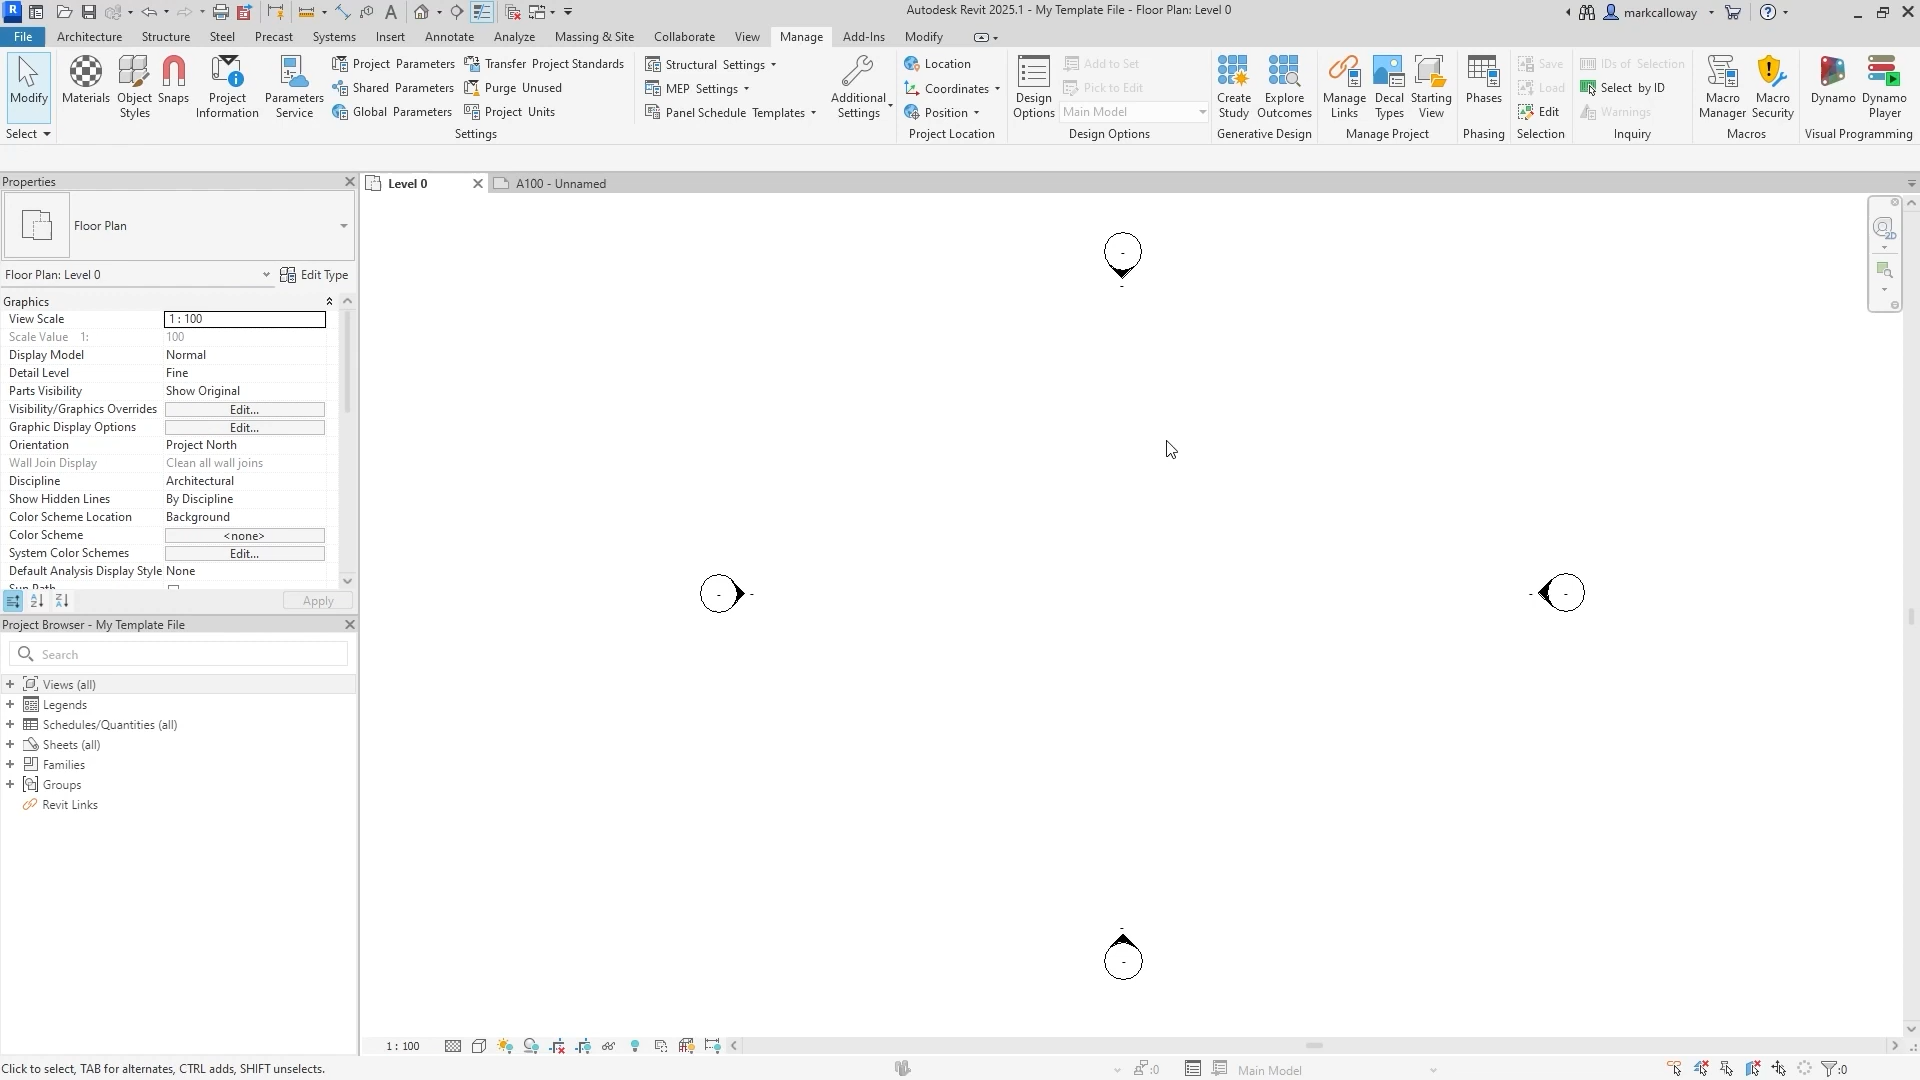 Autodesk Revit 2025.1 - My Template File - Floor Plan: Level 0
markcalloway
File Architecture Structure Steel Precast Systems Insert Annotate Analyze Massing & Site Collaborate View Manage Add-Ins Modify
Modify
Select
Materials
Object Styles
Snaps
Project Information
Parameters Service
Project Parameters
Shared Parameters
Global Parameters
Transfer Project Standards
Purge Unused
Project Units
Settings
Structural Settings
MEP Settings
Panel Schedule Templates
Additional Settings
Location
Coordinates
Position
Project Location
Design Options
Add to Set
Pick to Edit
Main Model
Design Options
Create Study
Explore Outcomes
Generative Design
Manage Links
Decal Types
Starting View
Manage Project
Phases
Phasing
Save
Load
Edit
Selection
IDs of Selection
Select by ID
Warnings
Inquiry
Macro Manager
Macro Security
Macros
Dynamo
Dynamo Player
Visual Programming
Properties
Floor Plan
Floor Plan: Level 0
Edit Type
Graphics
View Scale 1 : 100
Scale Value 1: 100
Display Model Normal
Detail Level Fine
Parts Visibility Show Original
Visibility/Graphics Overrides Edit...
Graphic Display Options Edit...
Orientation Project North
Wall Join Display Clean all wall joins
Discipline Architectural
Show Hidden Lines By Discipline
Color Scheme Location Background
Color Scheme <none>
System Color Schemes Edit...
Default Analysis Display Style None
Sun Path
Apply
Project Browser - My Template File
Search
Views (all)
Legends
Schedules/Quantities (all)
Sheets (all)
Families
Groups
Revit Links
Level 0
A100 - Unnamed
2D
1 : 100
Click to select, TAB for alternates, CTRL adds, SHIFT unselects.
:0
Main Model
:0